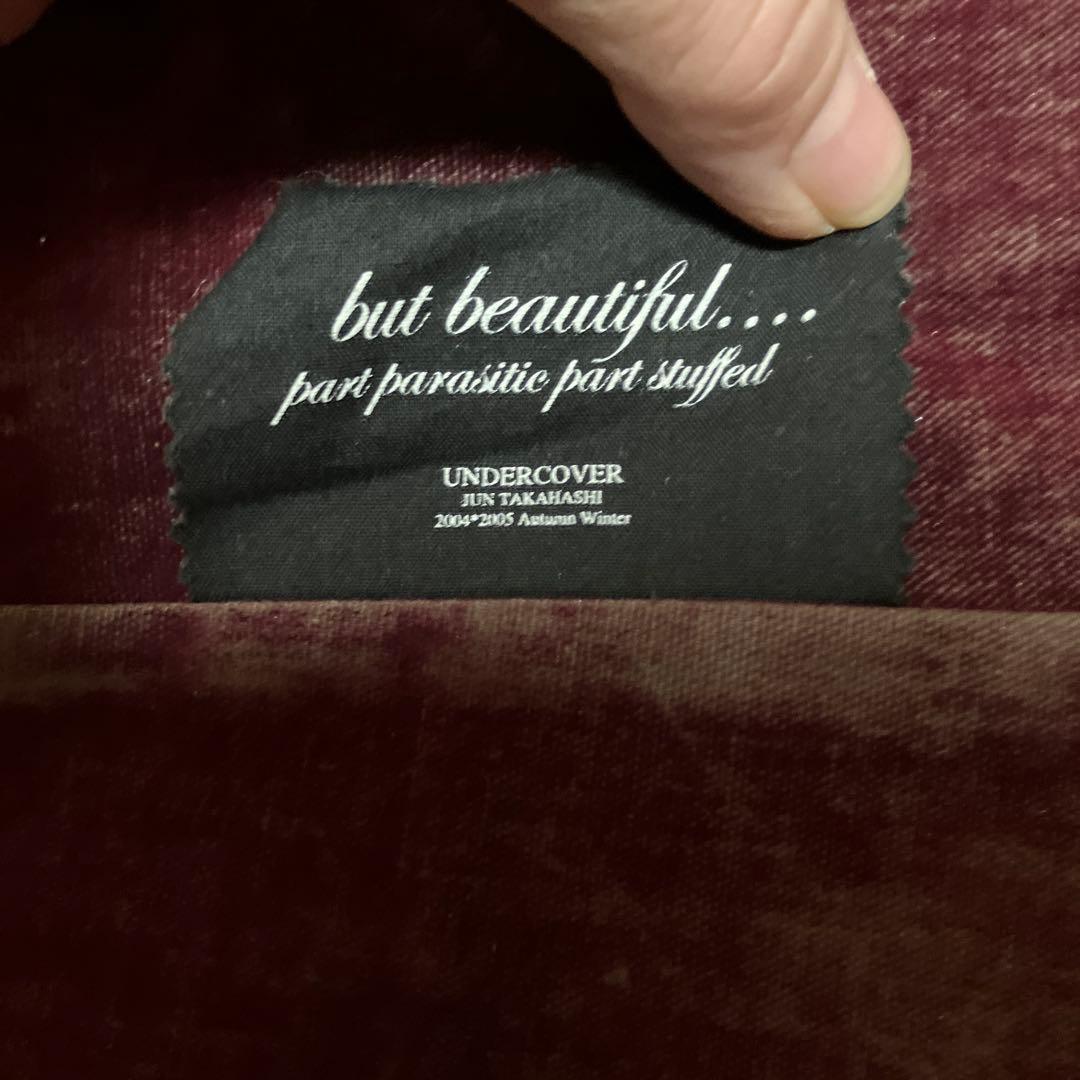 but beautiful....
part parasitic part stuffed
UNDERCOVER
JUN TAKAHASHI
2004*2005 Autumn Winter